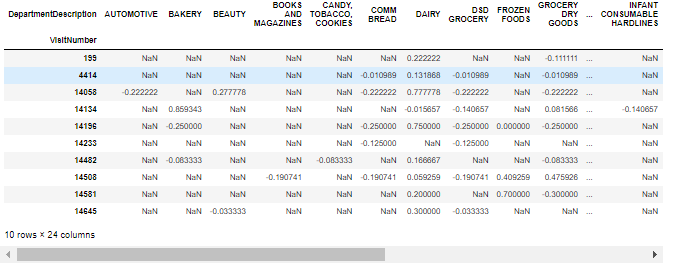 DepartmentDescription AUTOMOTIVE BAKERY BEAUTY BOOKS AND MAGAZINES CANDY, TOBACCO, COOKIES COMM BREAD DAIRY DSD GROCERY FROZEN FOODS GROCERY DRY GOODS ... INFANT CONSUMABLE HARDLINES
VisitNumber
199 NaN NaN NaN NaN NaN NaN 0.222222 NaN NaN -0.111111 ... NaN
4414 NaN NaN NaN NaN NaN -0.010989 0.131868 -0.010989 NaN -0.010989 ... NaN
14058 -0.222222 NaN 0.277778 NaN NaN -0.222222 0.777778 -0.222222 NaN -0.222222 ... NaN
14134 NaN 0.859343 NaN NaN NaN NaN -0.015657 -0.140657 NaN 0.081566 ... -0.140657
14196 NaN -0.250000 NaN NaN NaN -0.250000 0.750000 -0.250000 0.000000 -0.250000 ... NaN
14233 NaN NaN NaN NaN NaN -0.125000 NaN -0.125000 NaN NaN ... NaN
14482 NaN -0.083333 NaN NaN -0.083333 NaN 0.166667 NaN NaN -0.083333 ... NaN
14508 NaN NaN NaN -0.190741 NaN -0.190741 0.059259 -0.190741 0.409259 0.475926 ... NaN
14581 NaN NaN NaN NaN NaN NaN 0.200000 NaN 0.700000 -0.300000 ... NaN
14645 NaN NaN -0.033333 NaN NaN NaN 0.300000 -0.033333 NaN NaN ... NaN
10 rows × 24 columns